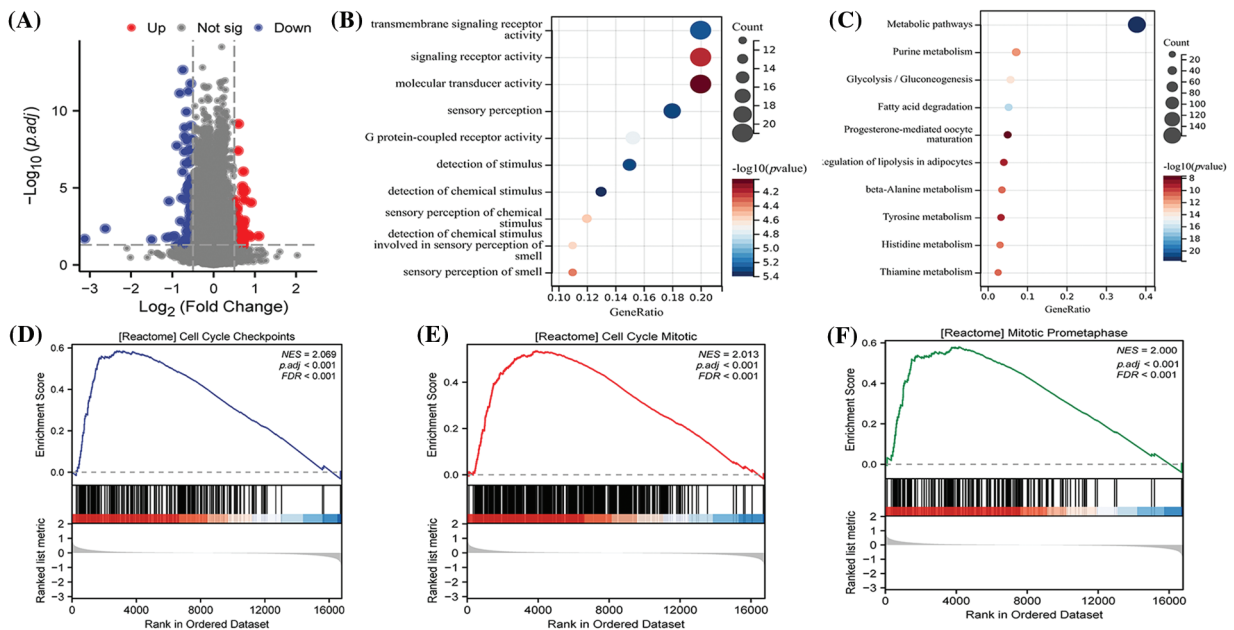 (A)
Up Not sig Down
−Log10 (p.adj)
10
5
0
−3 −2 −1 0 1 2
Log2 (Fold Change)
(B)
transmembrane signaling receptor
activity
signaling receptor activity
molecular transducer activity
sensory perception
G protein-coupled receptor activity
detection of stimulus
detection of chemical stimulus
sensory perception of chemical
stimulus
detection of chemical stimulus
involved in sensory perception of
smell
sensory perception of smell
0.10 0.12 0.14 0.16 0.18 0.20
GeneRatio
Count
12
14
16
18
20
-log10(pvalue)
4.2
4.4
4.6
4.8
5.0
5.2
5.4
(C)
Metabolic pathways
Purine metabolism
Glycolysis / Gluconeogenesis
Fatty acid degradation
Progesterone-mediated oocyte
maturation
egulation of lipolysis in adipocytes
beta-Alanine metabolism
Tyrosine metabolism
Histidine metabolism
Thiamine metabolism
0.0 0.1 0.2 0.3 0.4
GeneRatio
Count
20
40
60
80
100
120
140
-log10(pvalue)
8
10
12
14
16
18
20
(D)
[Reactome] Cell Cycle Checkpoints
NES = 2.069
p.adj < 0.001
FDR < 0.001
Enrichment Score
0.6
0.4
0.2
0.0
Ranked list metric
2
1
0
−1
−2
−3
0 4000 8000 12000 16000
Rank in Ordered Dataset
(E)
[Reactome] Cell Cycle Mitotic
NES = 2.013
p.adj < 0.001
FDR < 0.001
Enrichment Score
0.4
0.2
0.0
Ranked list metric
2
1
0
−1
−2
−3
0 4000 8000 12000 16000
Rank in Ordered Dataset
(F)
[Reactome] Mitotic Prometaphase
NES = 2.000
p.adj < 0.001
FDR < 0.001
Enrichment Score
0.6
0.4
0.2
0.0
Ranked list metric
2
1
0
−1
−2
−3
0 4000 8000 12000 16000
Rank in Ordered Dataset